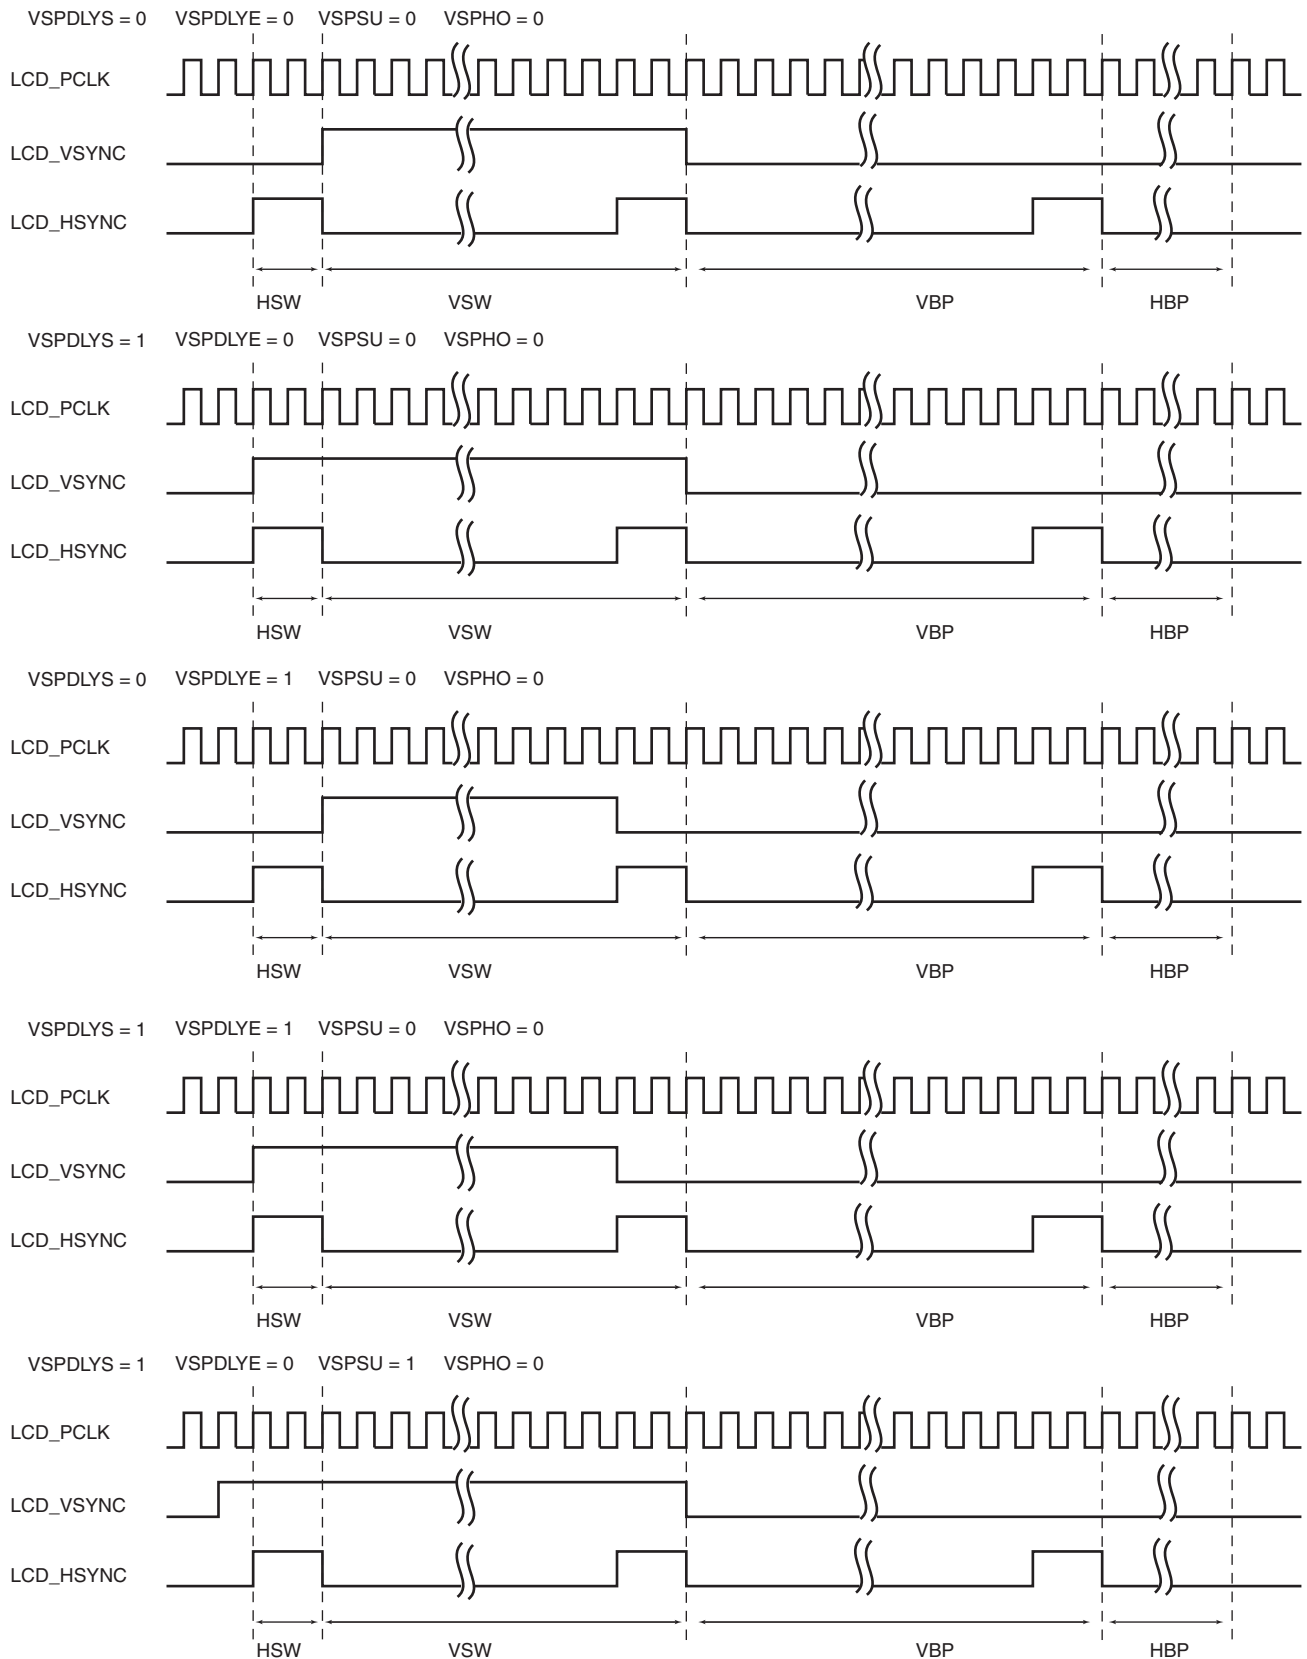 VSPDLYS = 0 VSPDLYE = 0 VSPSU = 0 VSPHO = 0
LCD_PCLK
LCD_VSYNC
LCD_HSYNC
HSW VSW VBP HBP
VSPDLYS = 1 VSPDLYE = 0 VSPSU = 0 VSPHO = 0
LCD_PCLK
LCD_VSYNC
LCD_HSYNC
HSW VSW VBP HBP
VSPDLYS = 0 VSPDLYE = 1 VSPSU = 0 VSPHO = 0
LCD_PCLK
LCD_VSYNC
LCD_HSYNC
HSW VSW VBP HBP
VSPDLYS = 1 VSPDLYE = 1 VSPSU = 0 VSPHO = 0
LCD_PCLK
LCD_VSYNC
LCD_HSYNC
HSW VSW VBP HBP
VSPDLYS = 1 VSPDLYE = 0 VSPSU = 1 VSPHO = 0
LCD_PCLK
LCD_VSYNC
LCD_HSYNC
HSW VSW VBP HBP